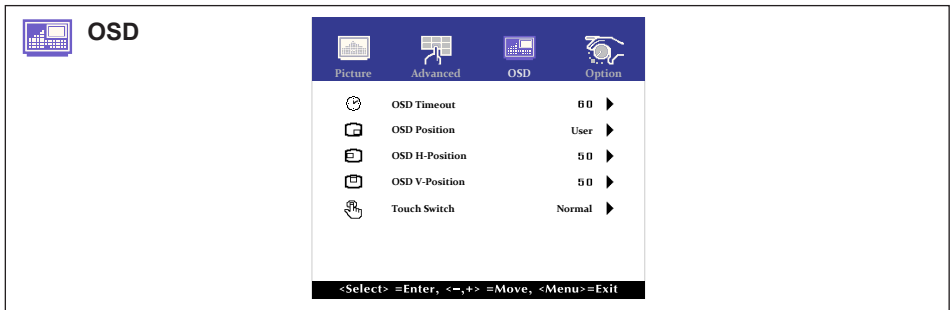 OSD
Picture Advanced OSD Option
OSD Timeout 60
OSD Position User
OSD H-Position 50
OSD V-Position 50
Touch Switch Normal
<Select> =Enter, <−,+> =Move, <Menu>=Exit